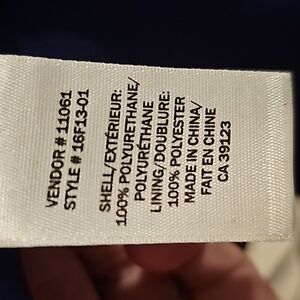 VENDOR # 11061
STYLE # 16F13-01
SHELL/EXTÉRIEUR:
100% POLYURETHANE/
POLYURÉTHANE
LINING/DOUBLURE:
100% POLYESTER
MADE IN CHINA/
FAIT EN CHINE
CA 39123